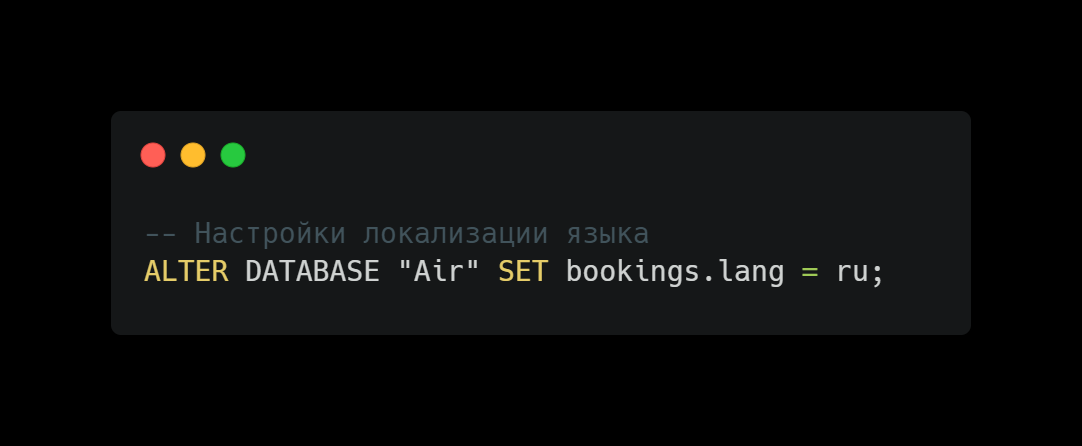 -- Настройки локализации языка
ALTER DATABASE "Air" SET bookings.lang = ru;